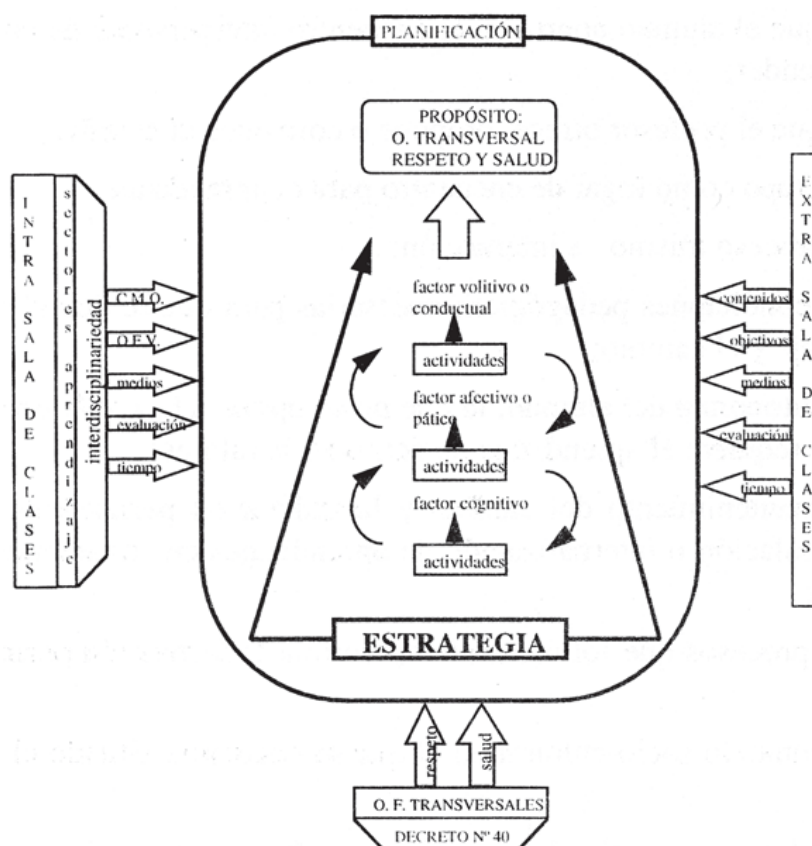 PLANIFICACIÓN
PROPÓSITO:
O. TRANSVERSAL
RESPETO Y SALUD
INTRA SALA DE CLASES
sectores aprendizaje
interdisciplinariedad
C.M.O.
O.F.V.
medios
evaluación
tiempo
factor volitivo o
conductual
actividades
factor afectivo o
pático
actividades
factor cognitivo
actividades
ESTRATEGIA
contenidos
objetivos
medios
evaluación
tiempo
EXTRA SALA DE CLASES
respeto
salud
O. F. TRANSVERSALES
DECRETO Nº 40